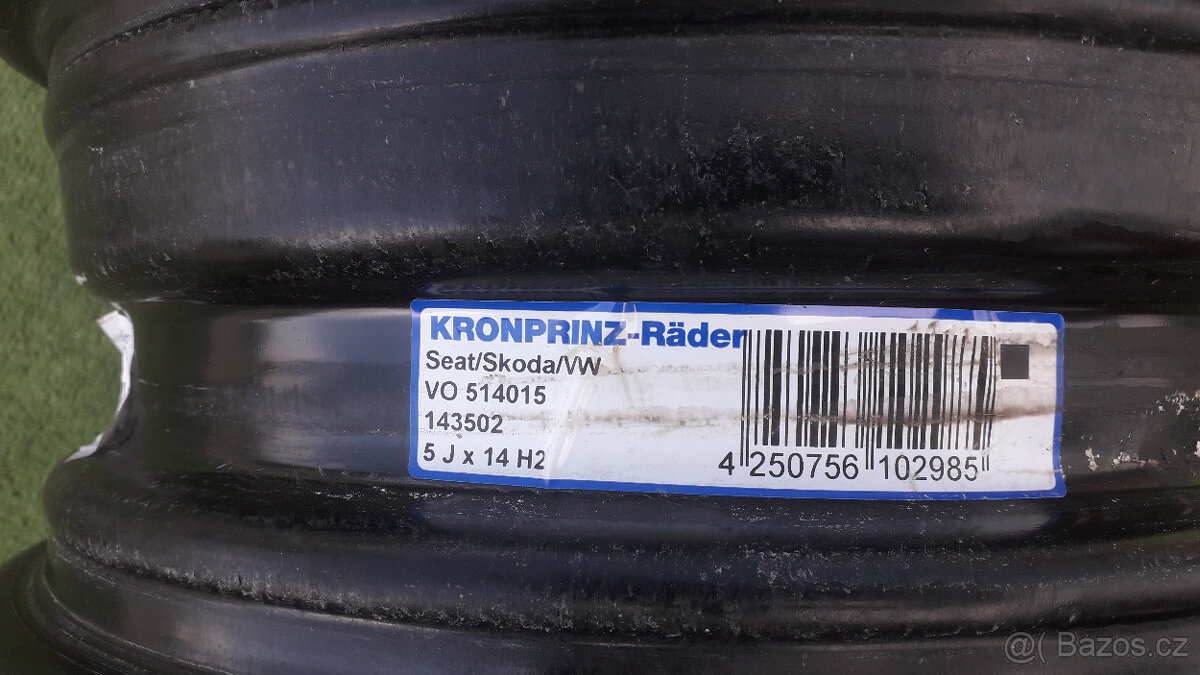 KRONPRINZ-Räder
Seat/Skoda/VW
VO 514015
143502
5 J x 14 H2
4 250756 102985
@( Bazos.cz